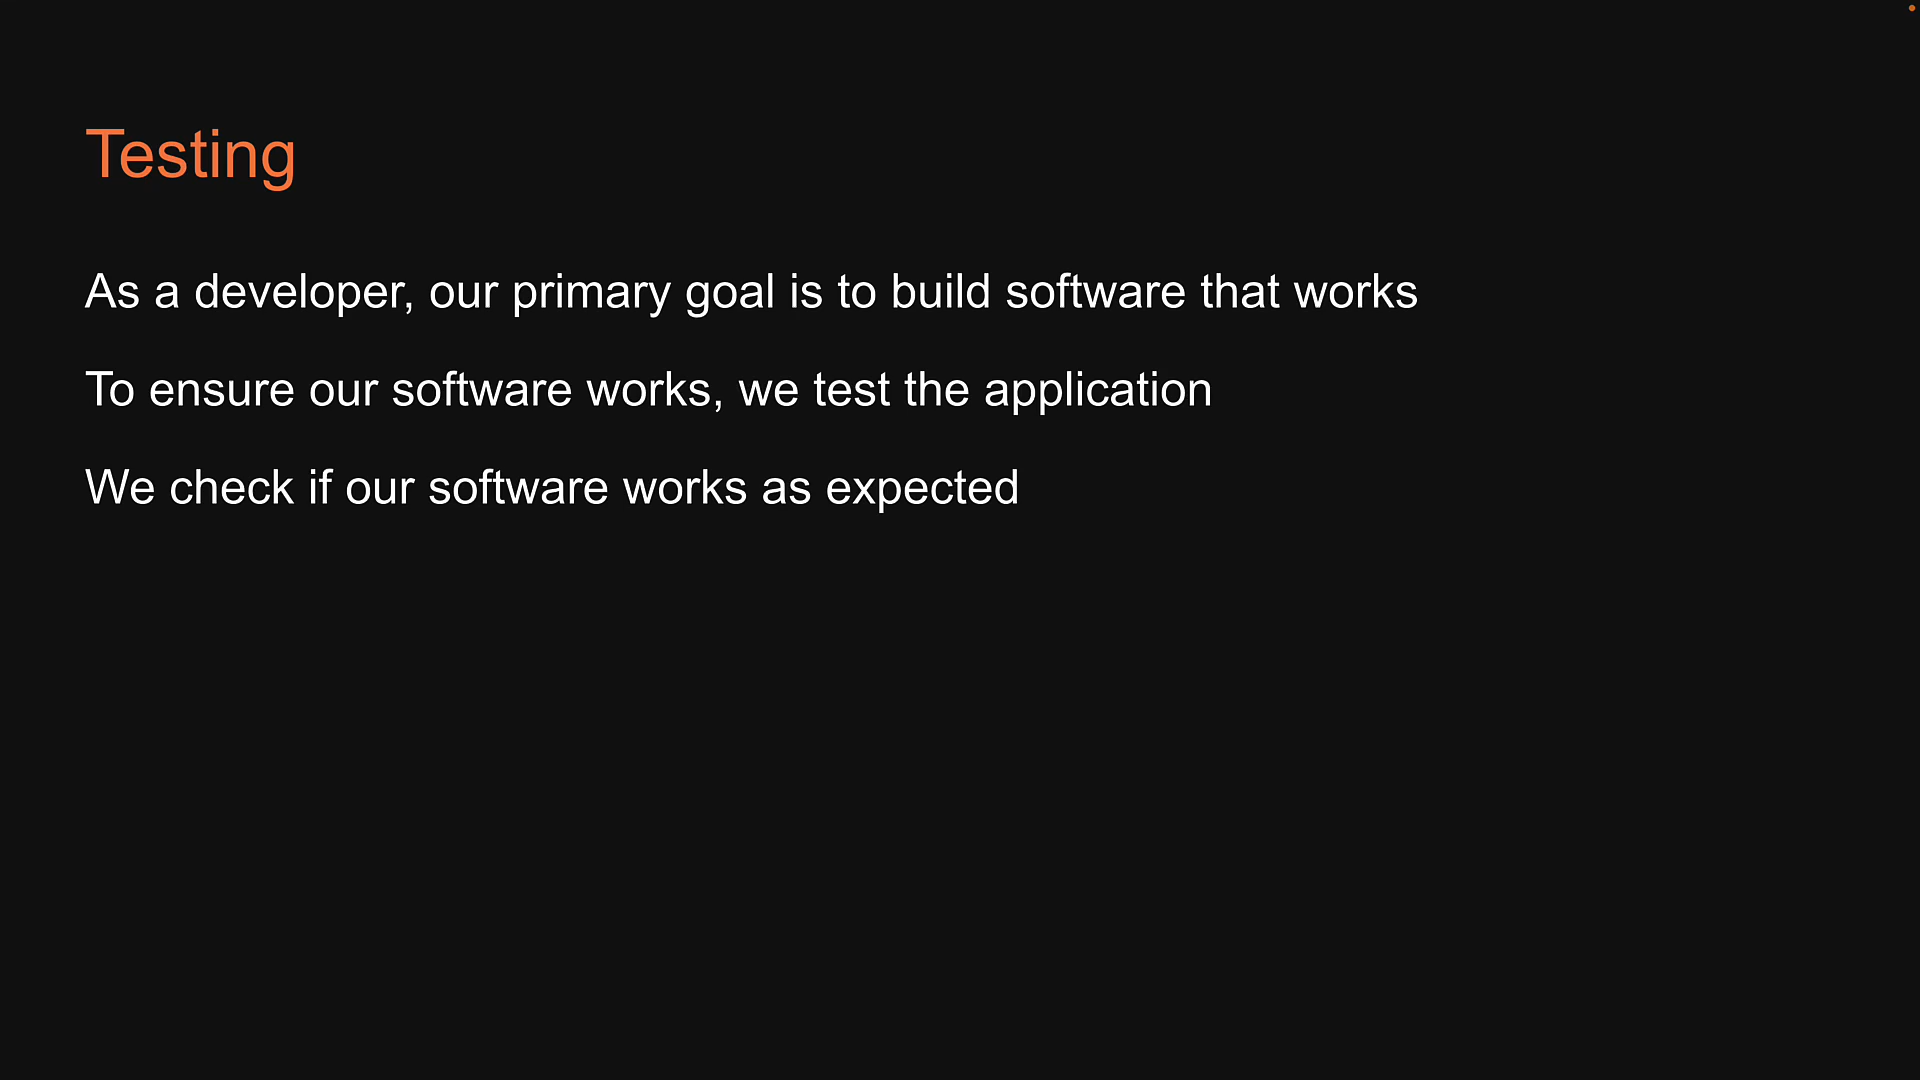 Testing
As a developer, our primary goal is to build software that works
To ensure our software works, we test the application
We check if our software works as expected